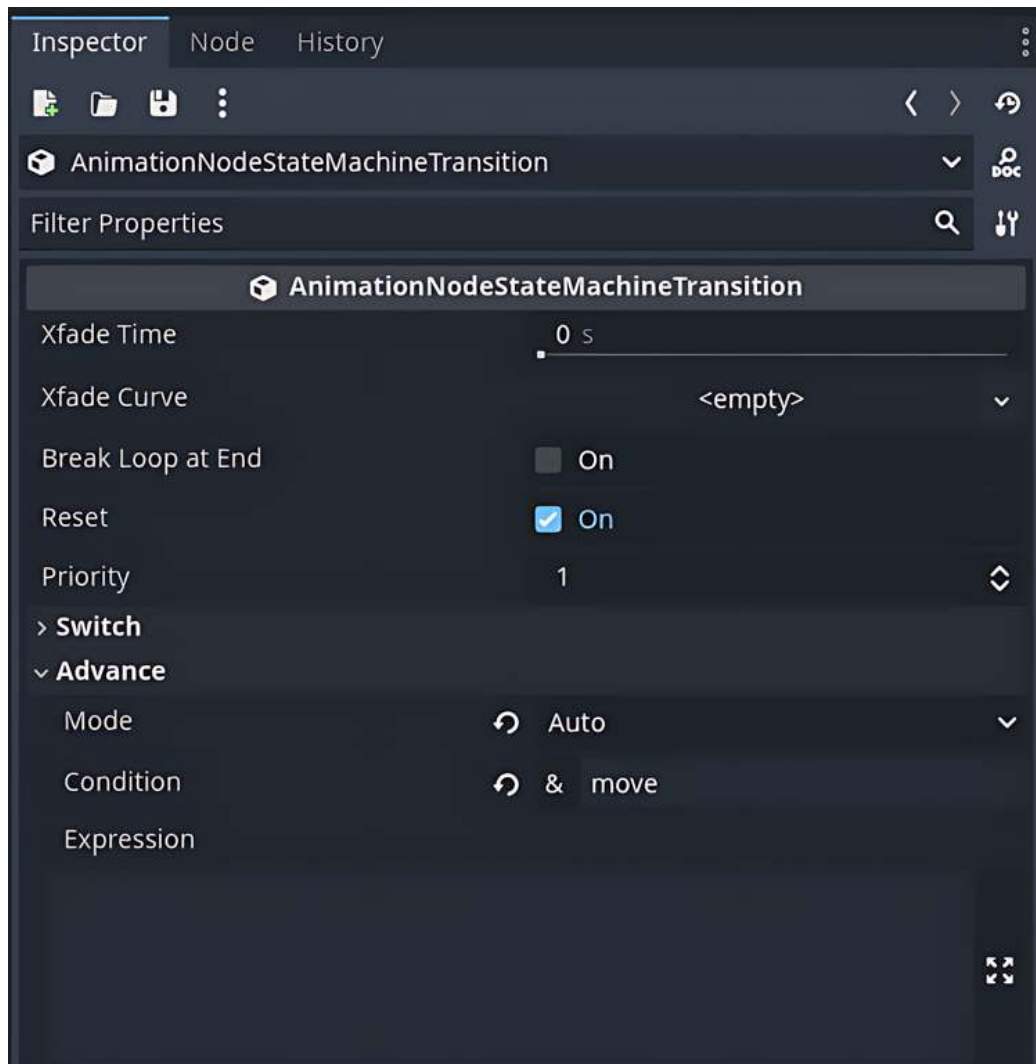 Inspector Node History
AnimationNodeStateMachineTransition
DOC
Filter Properties
AnimationNodeStateMachineTransition
Xfade Time 0 s
Xfade Curve <empty>
Break Loop at End On
Reset On
Priority 1
Switch
Advance
Mode Auto
Condition & move
Expression